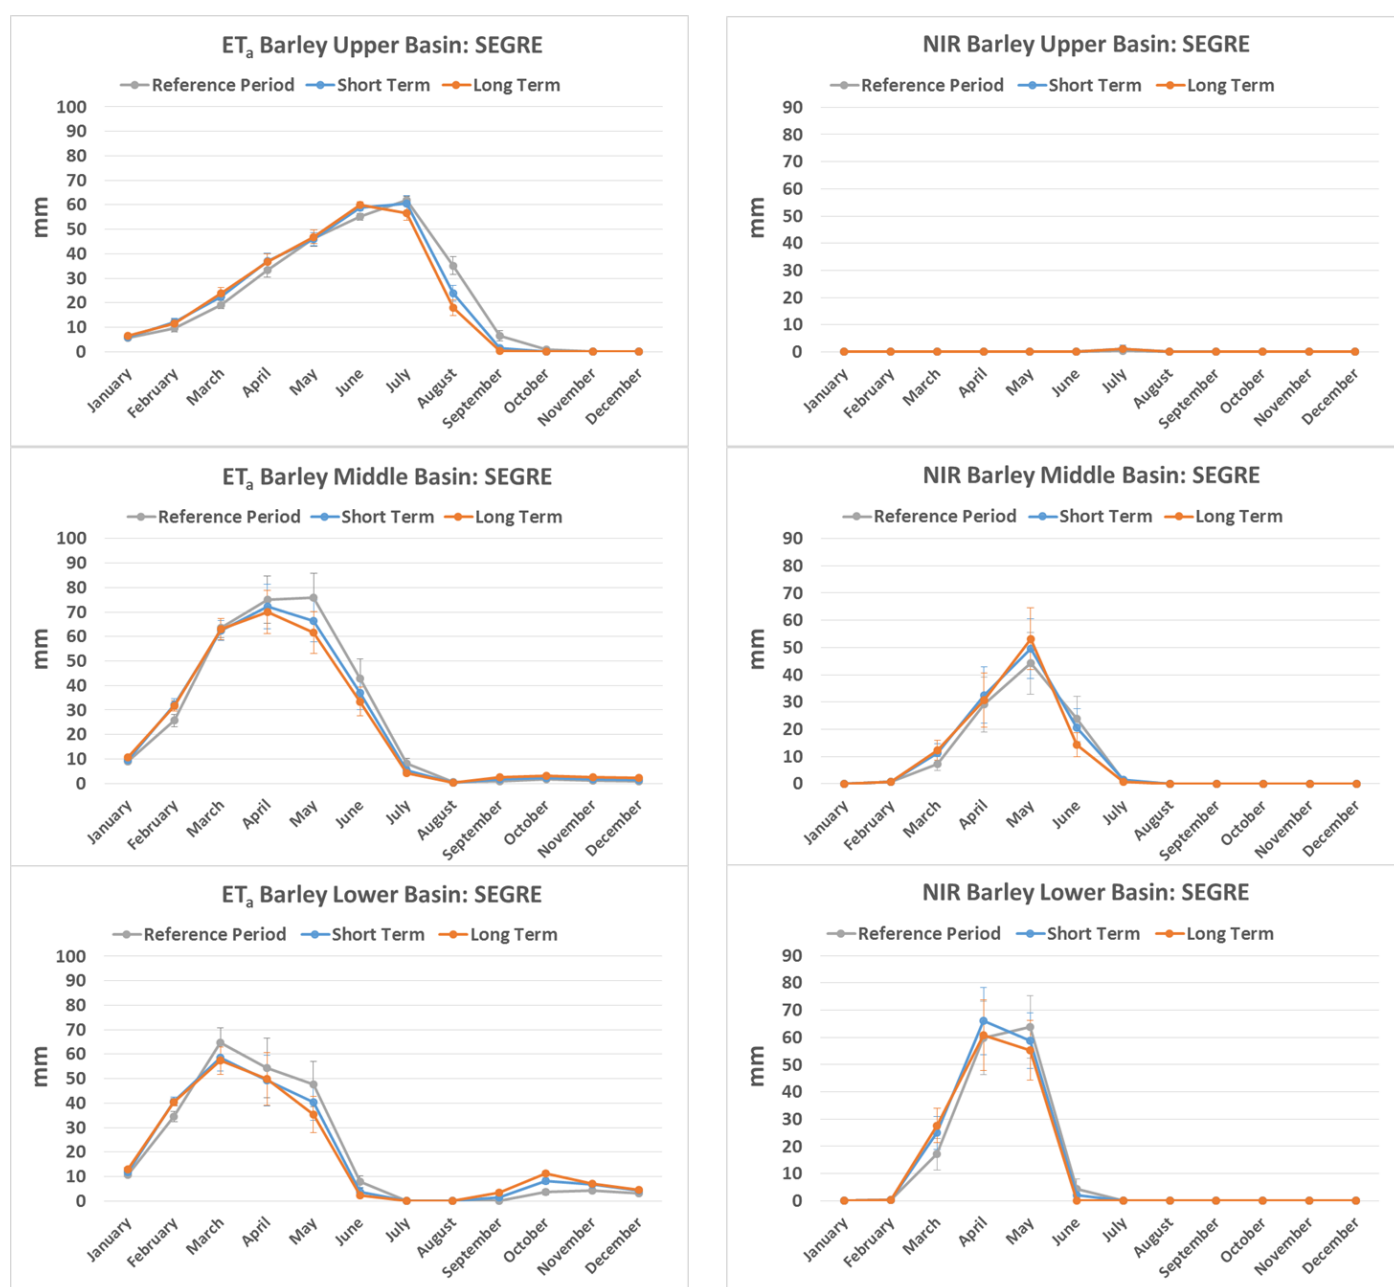 ETa Barley Upper Basin: SEGRE
Reference Period Short Term Long Term
100
90
80
70
60
50
40
30
20
10
0
mm
January February March April May June July August September October November December
NIR Barley Upper Basin: SEGRE
Reference Period Short Term Long Term
90
80
70
60
50
40
30
20
10
0
mm
January February March April May June July August September October November December
ETa Barley Middle Basin: SEGRE
Reference Period Short Term Long Term
100
90
80
70
60
50
40
30
20
10
0
mm
January February March April May June July August September October November December
NIR Barley Middle Basin: SEGRE
Reference Period Short Term Long Term
90
80
70
60
50
40
30
20
10
0
mm
January February March April May June July August September October November December
ETa Barley Lower Basin: SEGRE
Reference Period Short Term Long Term
100
90
80
70
60
50
40
30
20
10
0
mm
January February March April May June July August September October November December
NIR Barley Lower Basin: SEGRE
Reference Period Short Term Long Term
90
80
70
60
50
40
30
20
10
0
mm
January February March April May June July August September October November December